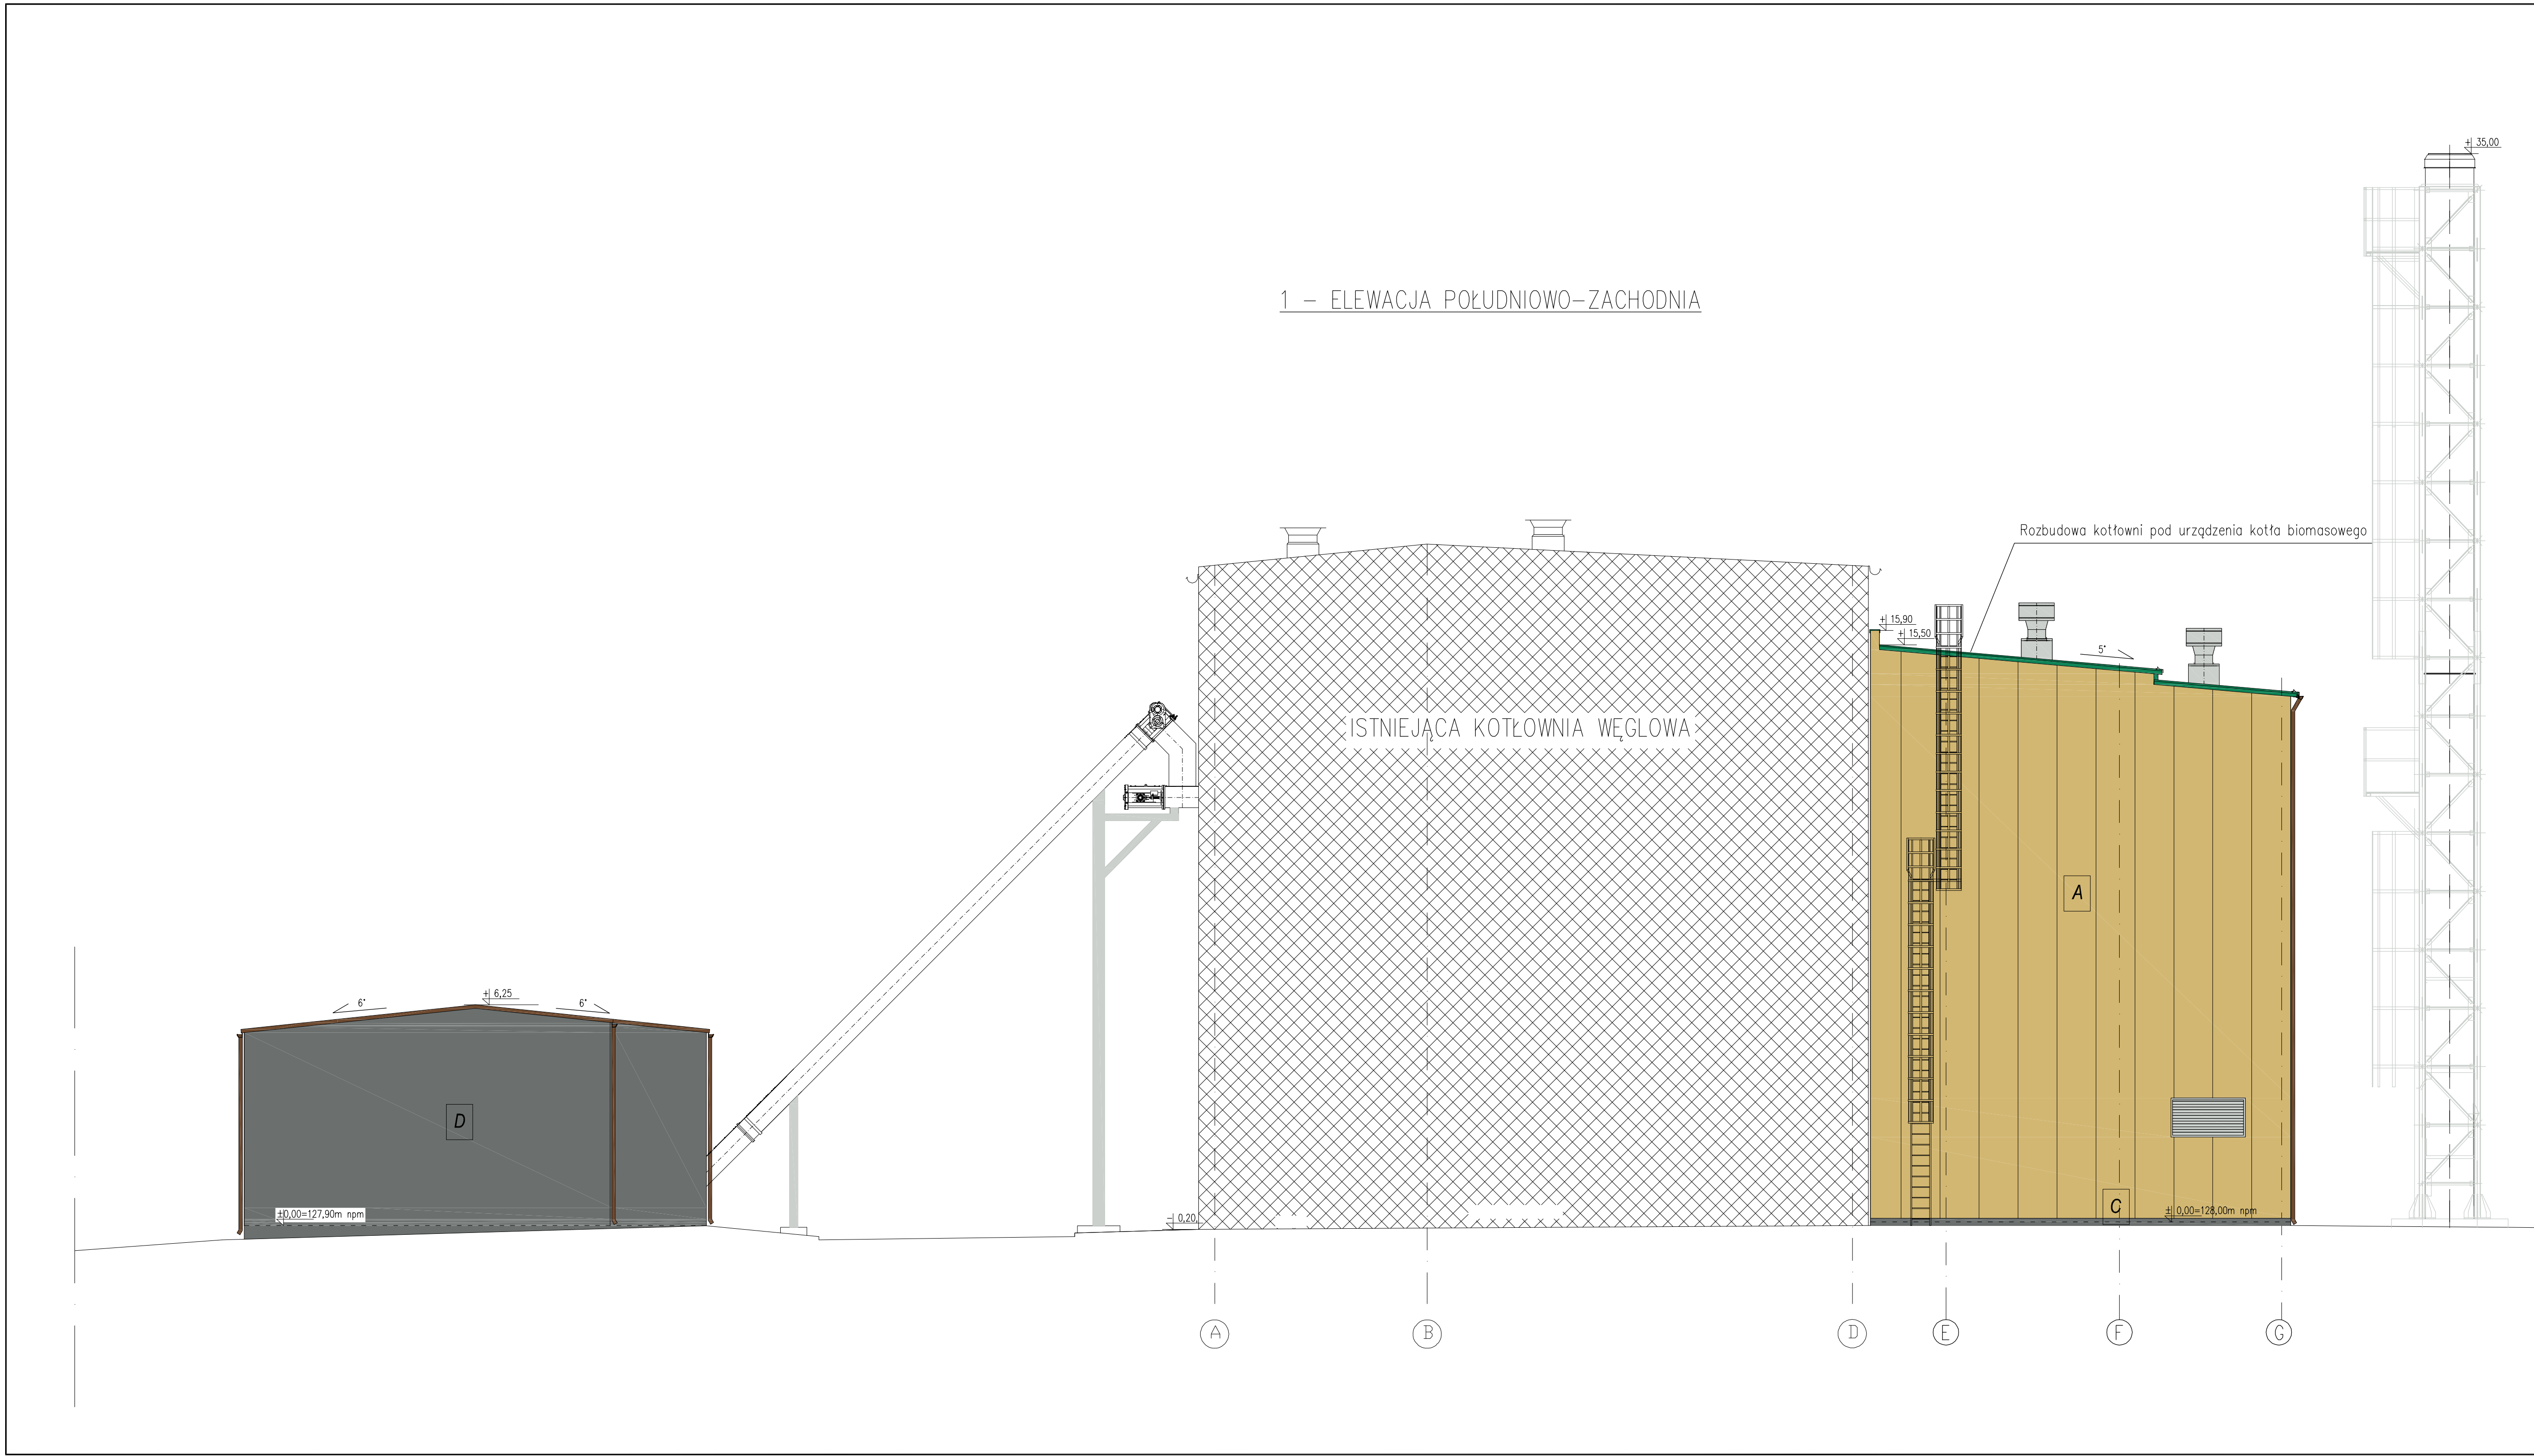 + 35,00
1 – ELEWACJA POŁUDNIOWO–ZACHODNIA
Rozbudowa kotłowni pod urządzenia kotła biomasowego
+ 15,90
+ 15,50
5°
ISTNIEJĄCA KOTŁOWNIA WĘGLOWA
A
6°
+ 6,25
6°
D
C
±0,00=127,90m npm
– 0,20
± 0,00=128,00m npm
A
B
D
E
F
G